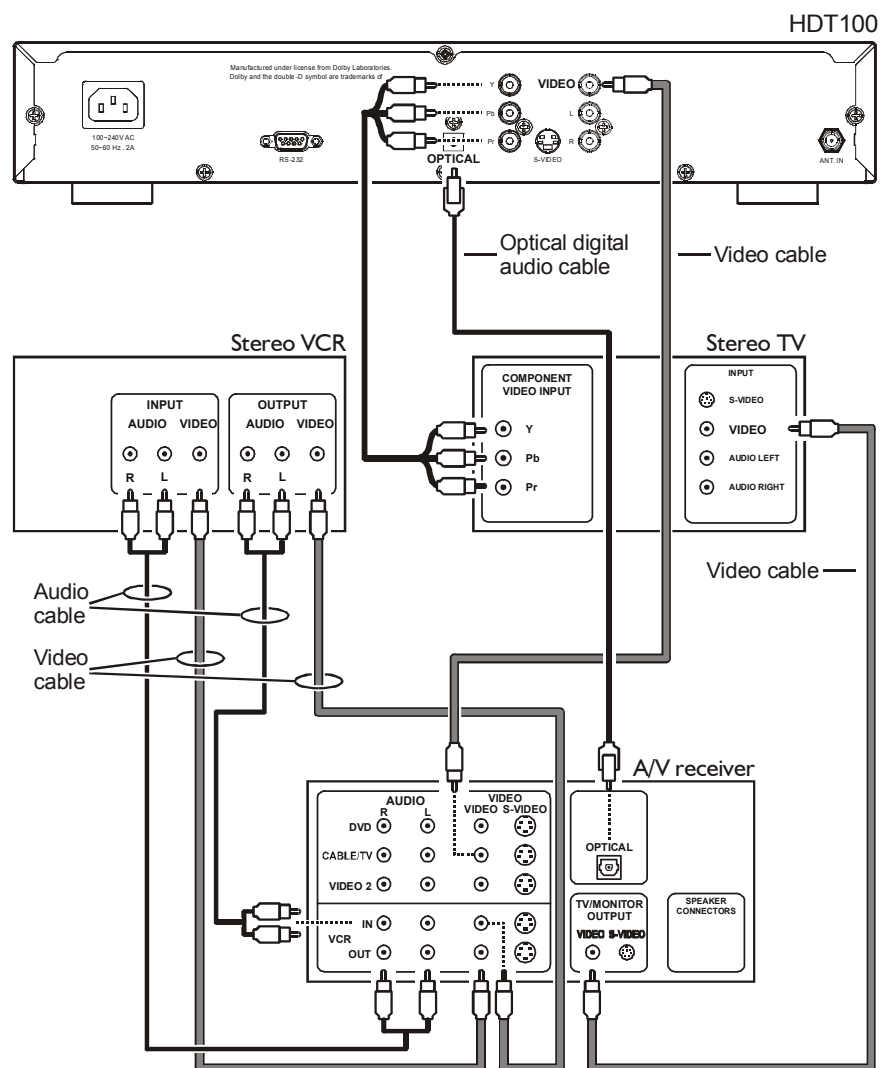 HDT100
Manufactured under license from Dolby Laboratories.
Dolby and the double -D symbol are trademarks of
Y
VIDEO
Pb
L
Pr
R
100~240V AC
50~60 Hz , 2A
RS-232
OPTICAL
S-VIDEO
ANT. IN
Optical digital
audio cable
Video cable
Stereo VCR
INPUT
AUDIO VIDEO
R L
OUTPUT
AUDIO VIDEO
R L
Stereo TV
COMPONENT
VIDEO INPUT
Y
Pb
Pr
INPUT
S-VIDEO
VIDEO
AUDIO LEFT
AUDIO RIGHT
Video cable
Audio
cable
Video
cable
A/V receiver
AUDIO
R L
VIDEO
VIDEO S-VIDEO
DVD
CABLE/TV
VIDEO 2
IN
VCR
OUT
OPTICAL
TV/MONITOR
OUTPUT
VIDEO S-VIDEO
SPEAKER
CONNECTORS